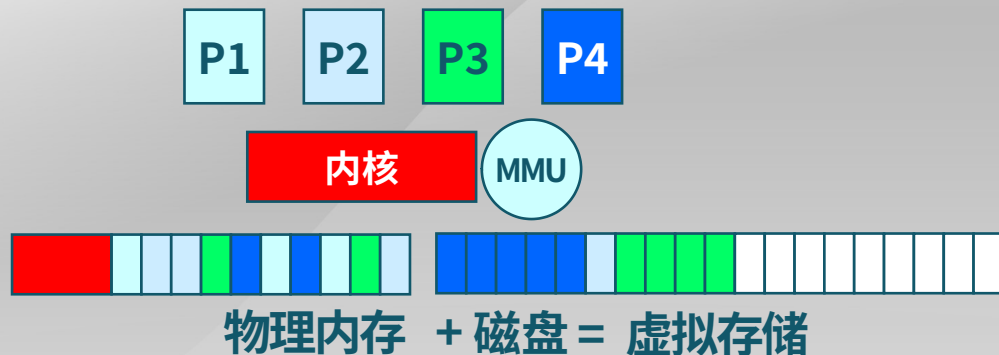 P1 P2 P3 P4
内核 MMU
物理内存 + 磁盘 = 虚拟存储